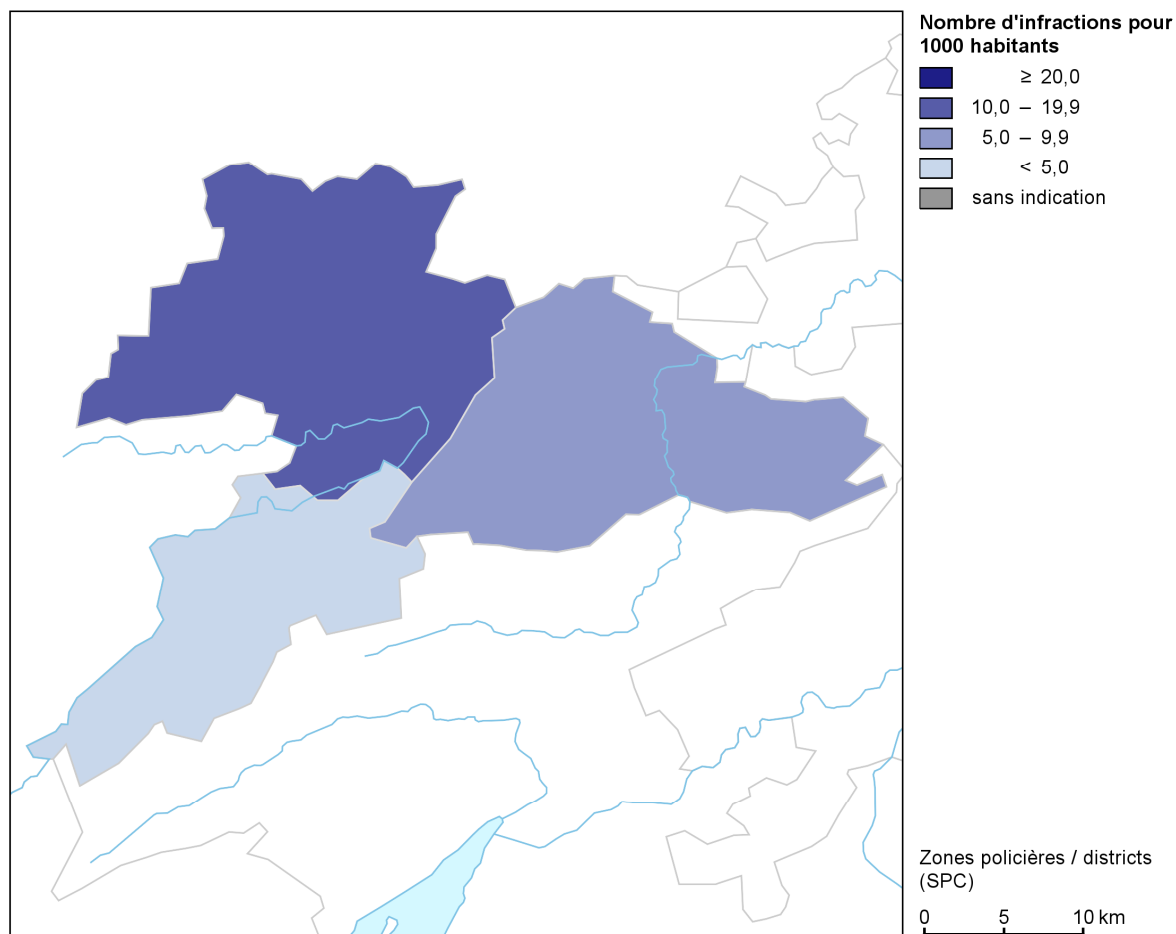 Nombre d'infractions pour
1000 habitants
≥ 20,0
10,0 – 19,9
5,0 – 9,9
< 5,0
sans indication
Zones policières / districts
(SPC)
0 5 10 km